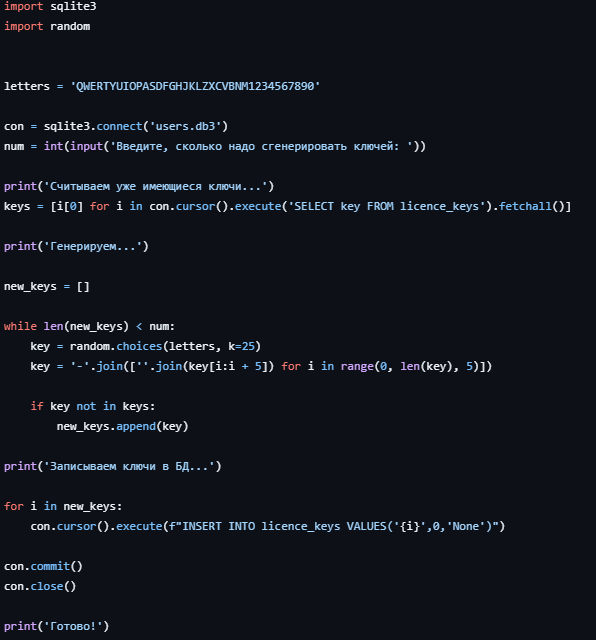 import sqlite3
import random
letters = 'QWERTYUIOPASDFGHJKLZXCVBNM1234567890'
con = sqlite3.connect('users.db3')
num = int(input('Введите, сколько надо сгенерировать ключей: '))
print('Считываем уже имеющиеся ключи...')
keys = [i[0] for i in con.cursor().execute('SELECT key FROM licence_keys').fetchall()]
print('Генерируем...')
new_keys = []
while len(new_keys) < num:
    key = random.choices(letters, k=25)
    key = '-'.join([''.join(key[i:i + 5]) for i in range(0, len(key), 5)])
    if key not in keys:
        new_keys.append(key)
print('Записываем ключи в БД...')
for i in new_keys:
    con.cursor().execute(f"INSERT INTO licence_keys VALUES('{i}',0,'None')")
con.commit()
con.close()
print('Готово!')